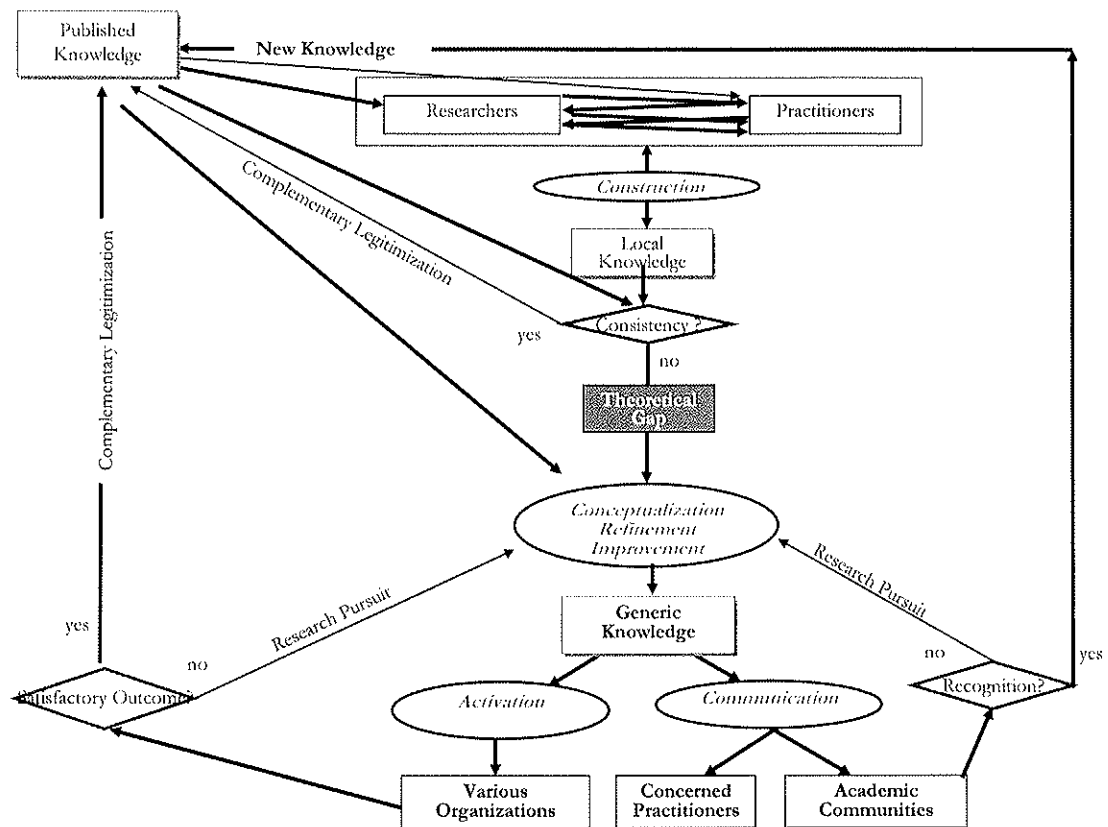 Published
Knowledge
New Knowledge
Researchers
Practitioners
Construction
Local
Knowledge
Complementary Legitimization
Consistency ?
yes
no
Theoretical
Gap
Complementary Legitimization
Conceptualization
Refinement
Improvement
Research Pursuit
Research Pursuit
Generic
Knowledge
yes
no
no
yes
Satisfactory Outcome?
Activation
Communication
Recognition?
Various
Organizations
Concerned
Practitioners
Academic
Communities